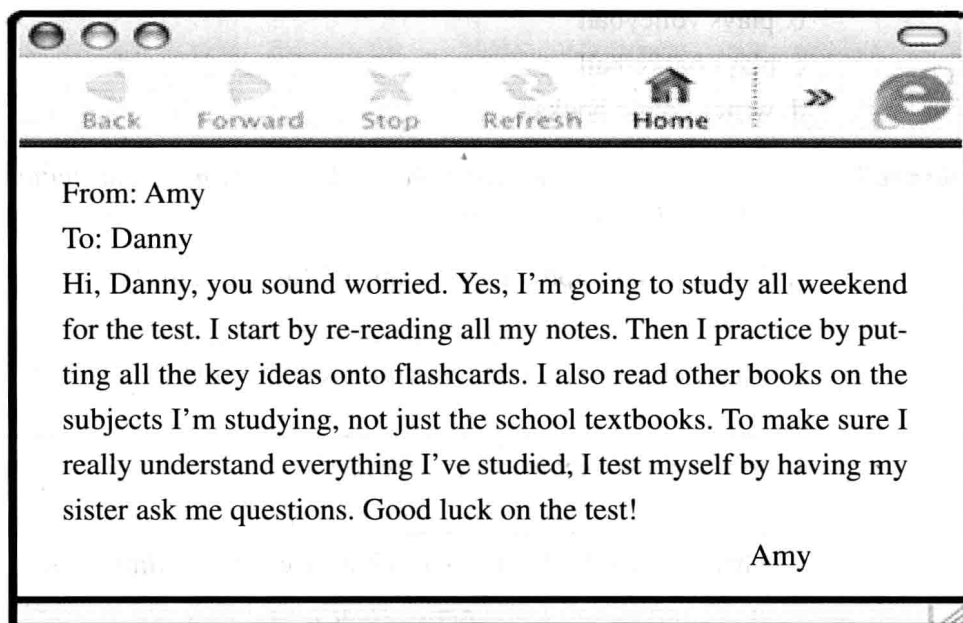 Back Forward Stop Refresh Home »
From: Amy
To: Danny
Hi, Danny, you sound worried. Yes, I'm going to study all weekend
for the test. I start by re-reading all my notes. Then I practice by put-
ting all the key ideas onto flashcards. I also read other books on the
subjects I'm studying, not just the school textbooks. To make sure I
really understand everything I've studied, I test myself by having my
sister ask me questions. Good luck on the test!
Amy